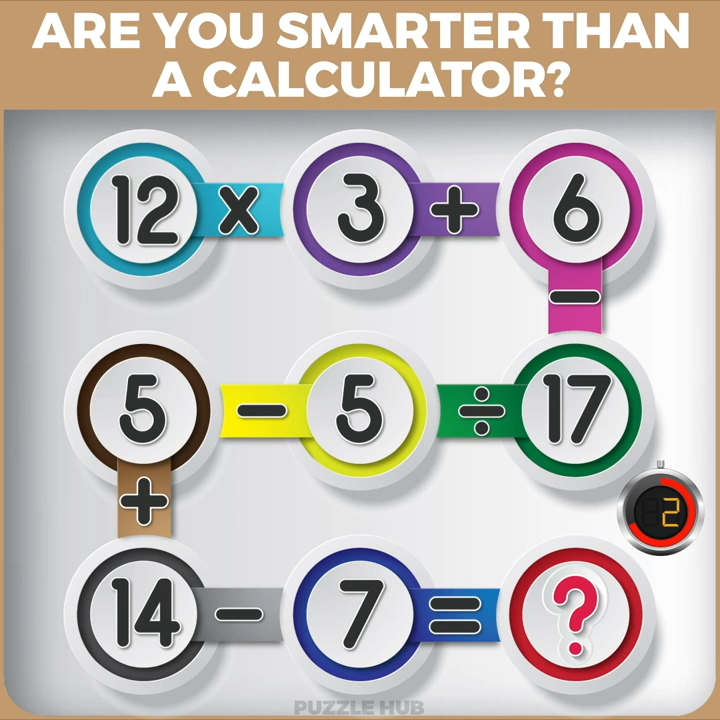 ARE YOU SMARTER THAN
A CALCULATOR?
12 × 3 + 6
−
5 − 5 ÷ 17
+
2
14 − 7 = ?
PUZZLE HUB